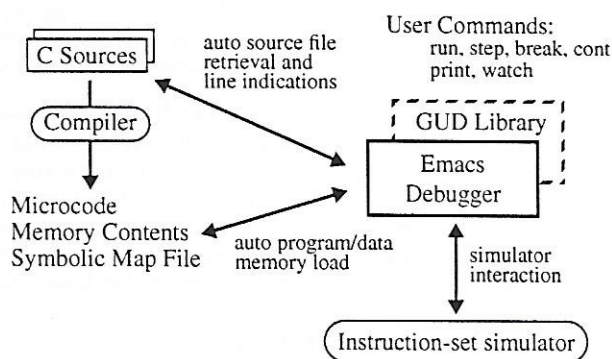 C Sources
Compiler
Microcode
Memory Contents
Symbolic Map File
auto source file
retrieval and
line indications
auto program/data
memory load
User Commands:
run, step, break, cont
print, watch
GUD Library
Emacs
Debugger
simulator
interaction
Instruction-set simulator